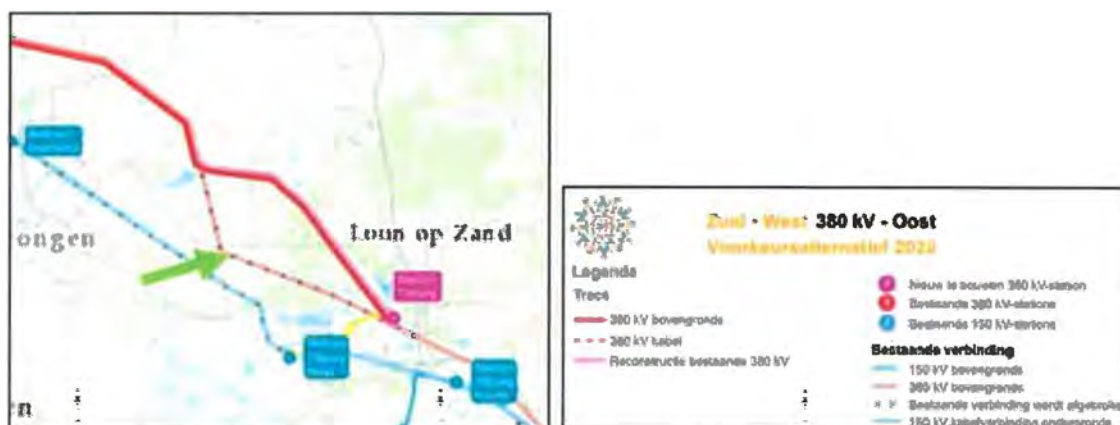 ongen
Loon op Zand
n
Zuid - West 380 kV - Oost
Voorkeursalternatief 2020
Legenda
Tracé
380 kV bovengronds
380 kV kabel
Reconstructie bestaande 380 kV
Nieuw te bouwen 380 kV-station
Bestaande 380 kV-stations
Bestaande 150 kV-stations
Bestaande verbinding
150 kV bovengronds
380 kV bovengronds
Bestaande verbinding wordt afgebroken
150 kV kabelverbinding ondergronds